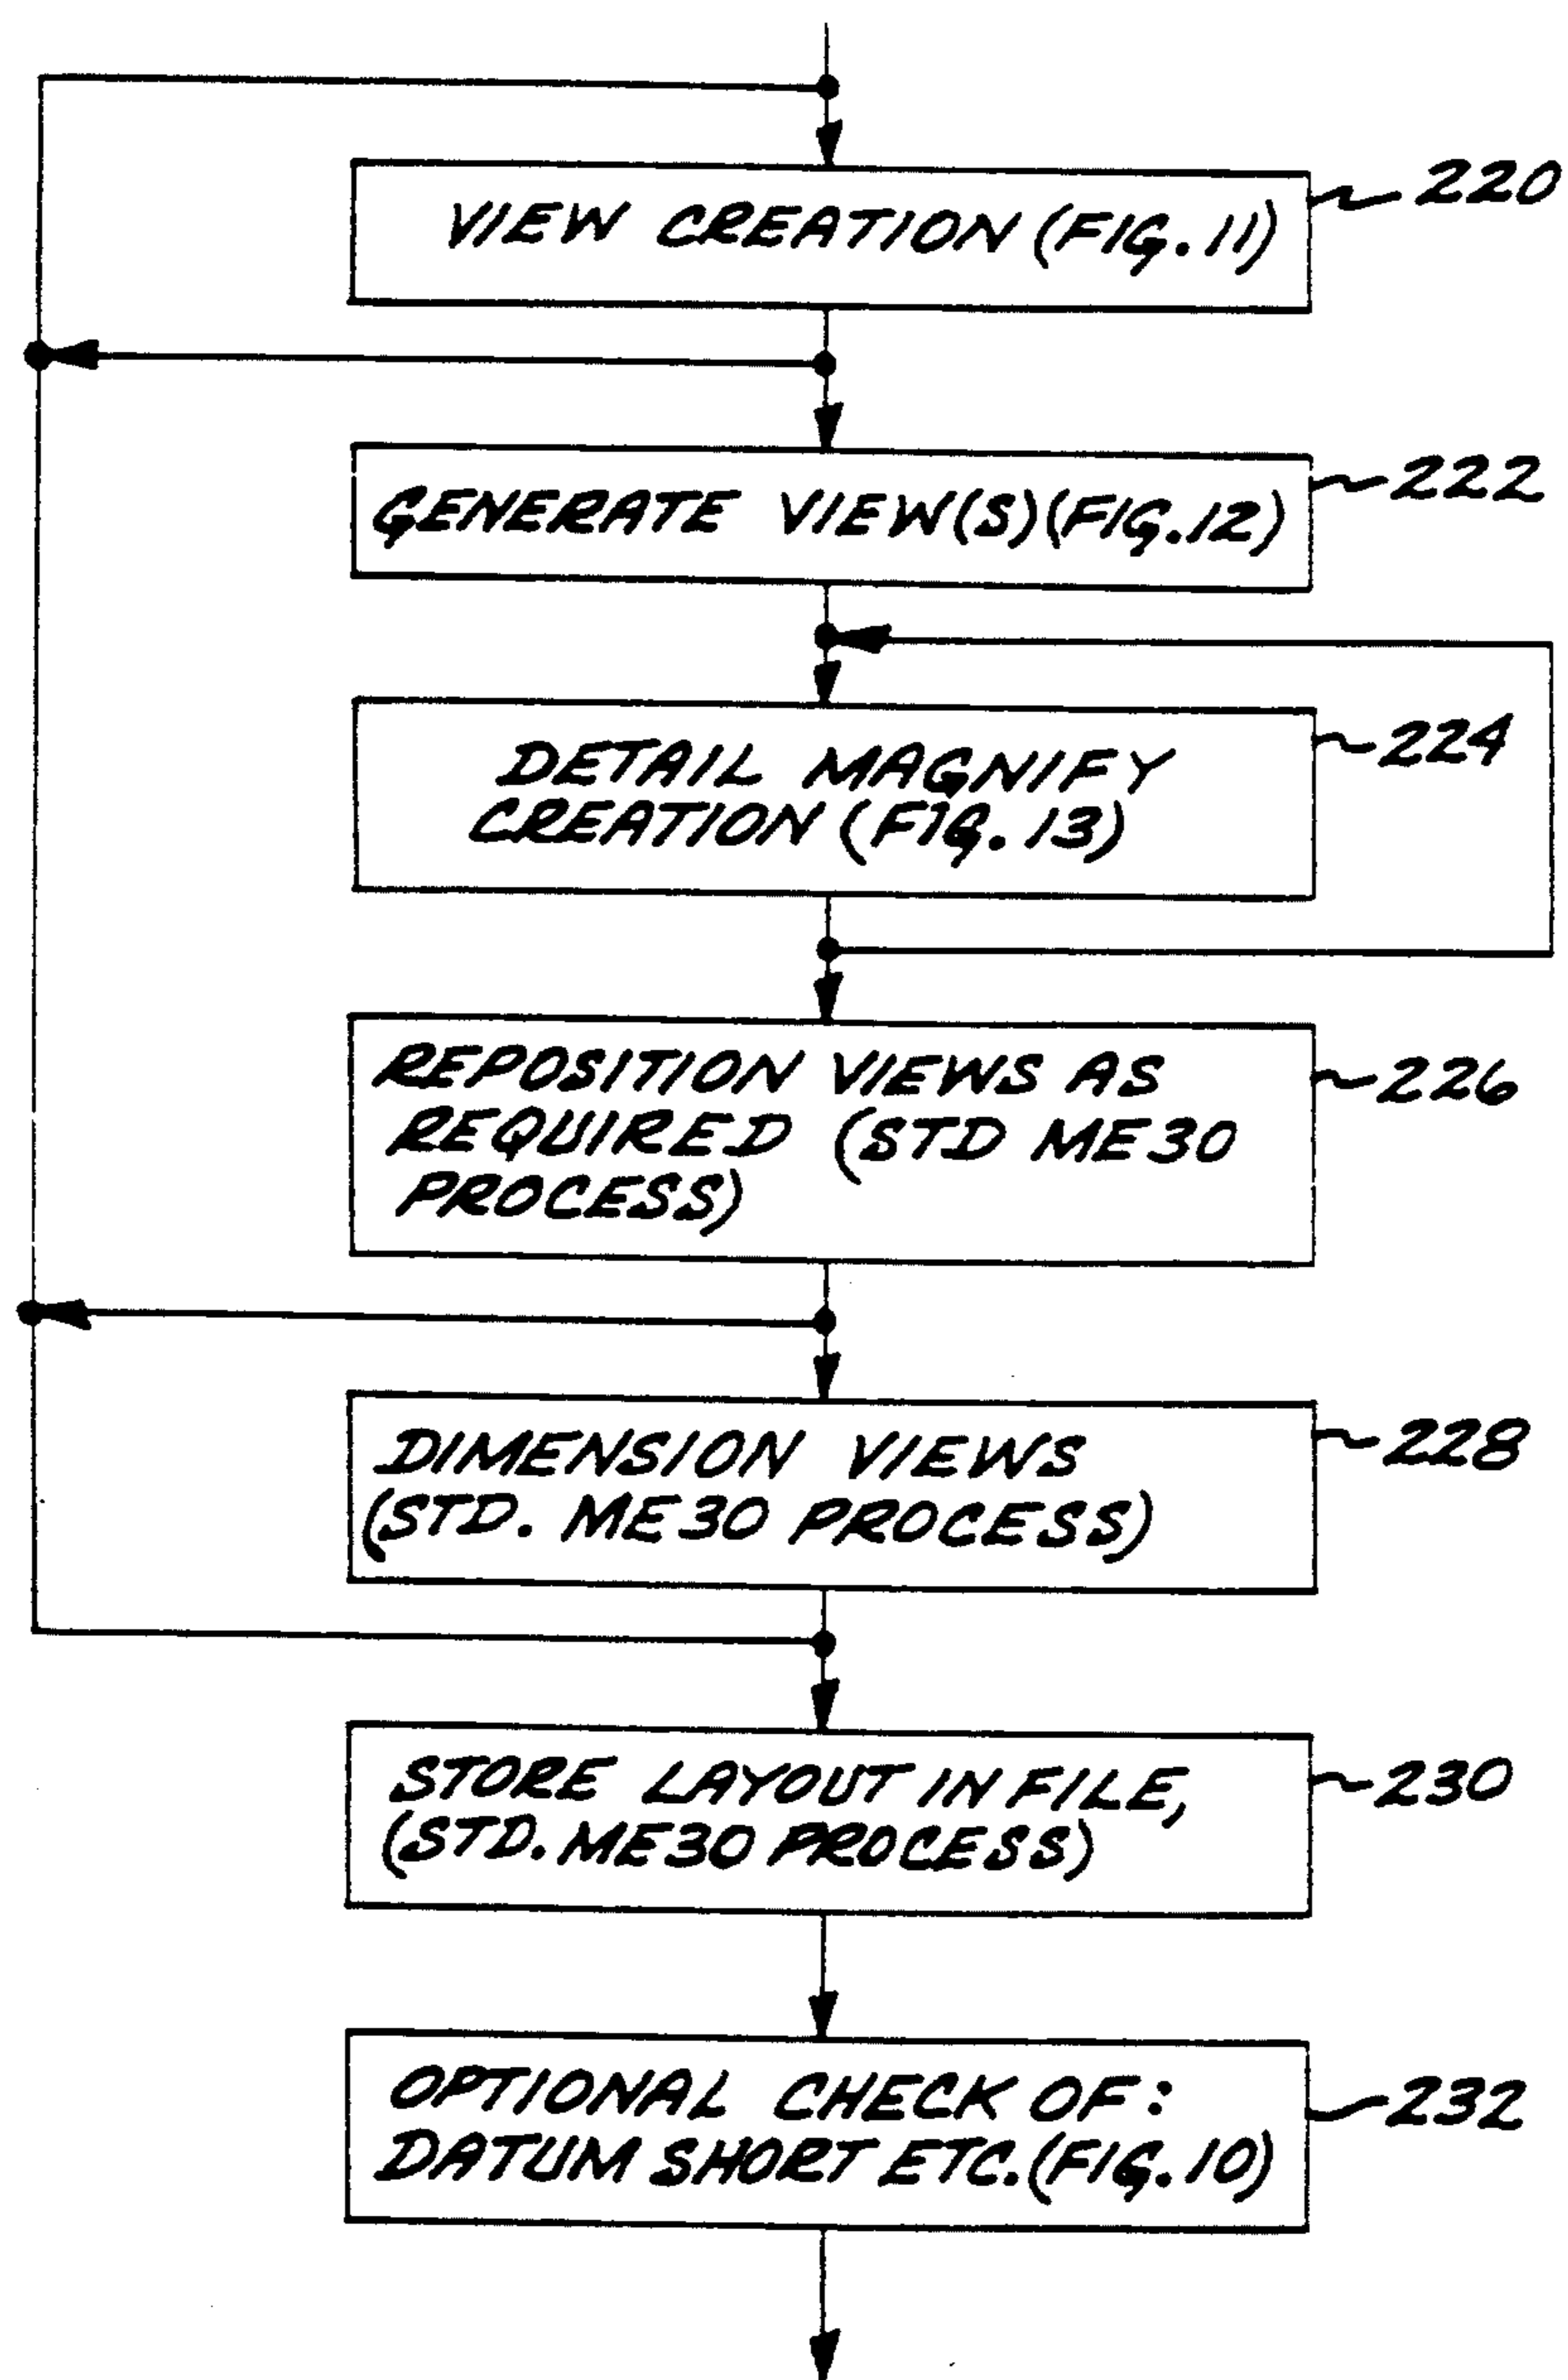 VIEW CREATION (FIG. 11)
220
GENERATE VIEW(S)(FIG.12)
222
DETAIL MAGNIFY
CREATION (FIG. 13)
224
REPOSITION VIEWS AS
REQUIRED (STD ME30
PROCESS)
226
DIMENSION VIEWS
(STD. ME30 PROCESS)
228
STORE LAYOUT IN FILE,
(STD. ME30 PROCESS)
230
OPTIONAL CHECK OF:
DATUM SHORT ETC. (FIG. 10)
232